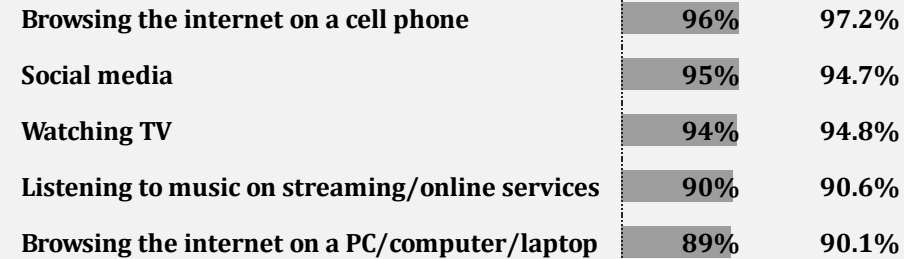 Browsing the internet on a cell phone 96% 97.2%
Social media 95% 94.7%
Watching TV 94% 94.8%
Listening to music on streaming/online services 90% 90.6%
Browsing the internet on a PC/computer/laptop 89% 90.1%